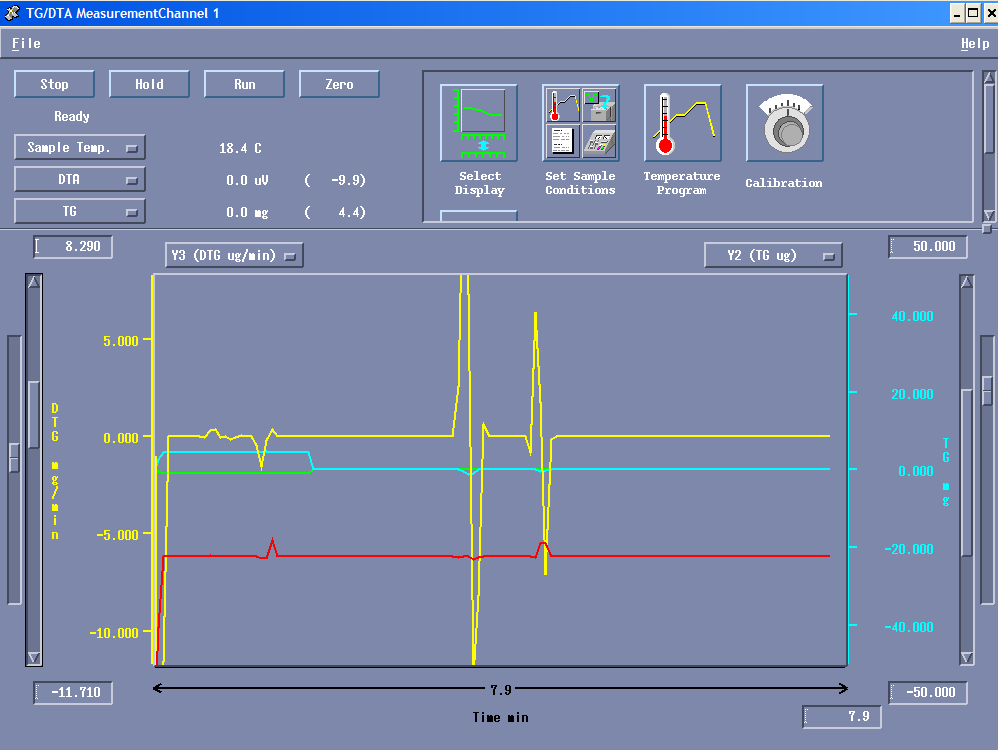 TG/DTA MeasurementChannel 1
File Help
Stop Hold Run Zero
Ready
Sample Temp. 18.4 C
DTA 0.0 uV ( -9.9)
TG 0.0 mg ( 4.4)
Select Display
Set Sample Conditions
Temperature Program
Calibration
8.290
Y3 (DTG ug/min)
Y2 (TG ug)
50.000
5.000
0.000
-5.000
-10.000
DTG mg/min
40.000
20.000
0.000
-20.000
-40.000
TG mg
-11.710
7.9
-50.000
Time min
7.9